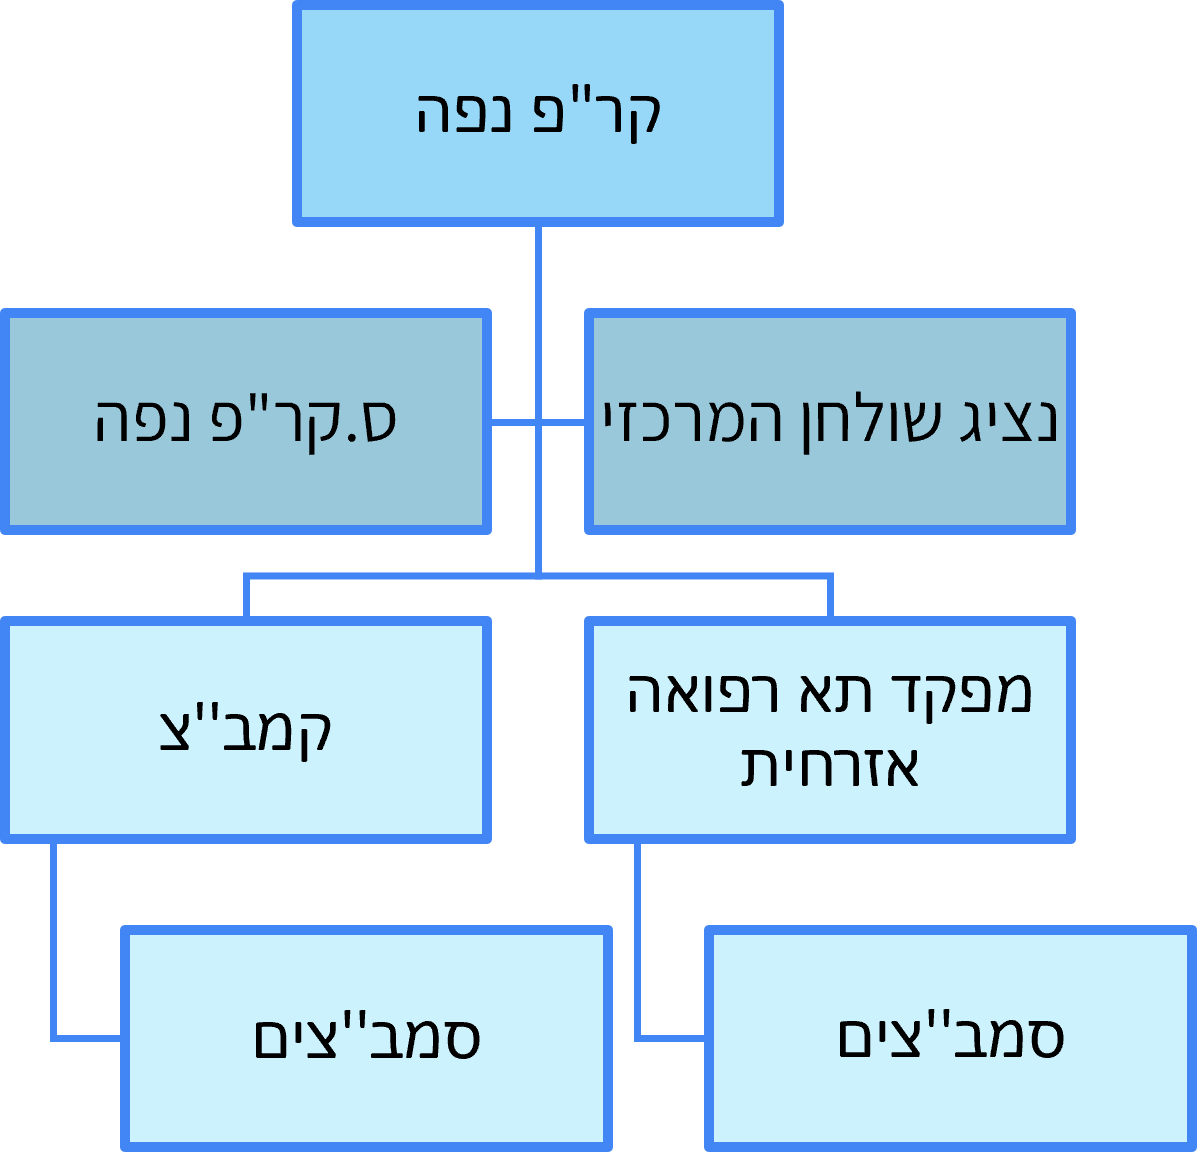 קר"פ נפה
נציג שולחן המרכזי
ס.קר"פ נפה
מפקד תא רפואה
אזרחית
קמב''צ
סמב''צים
סמב''צים